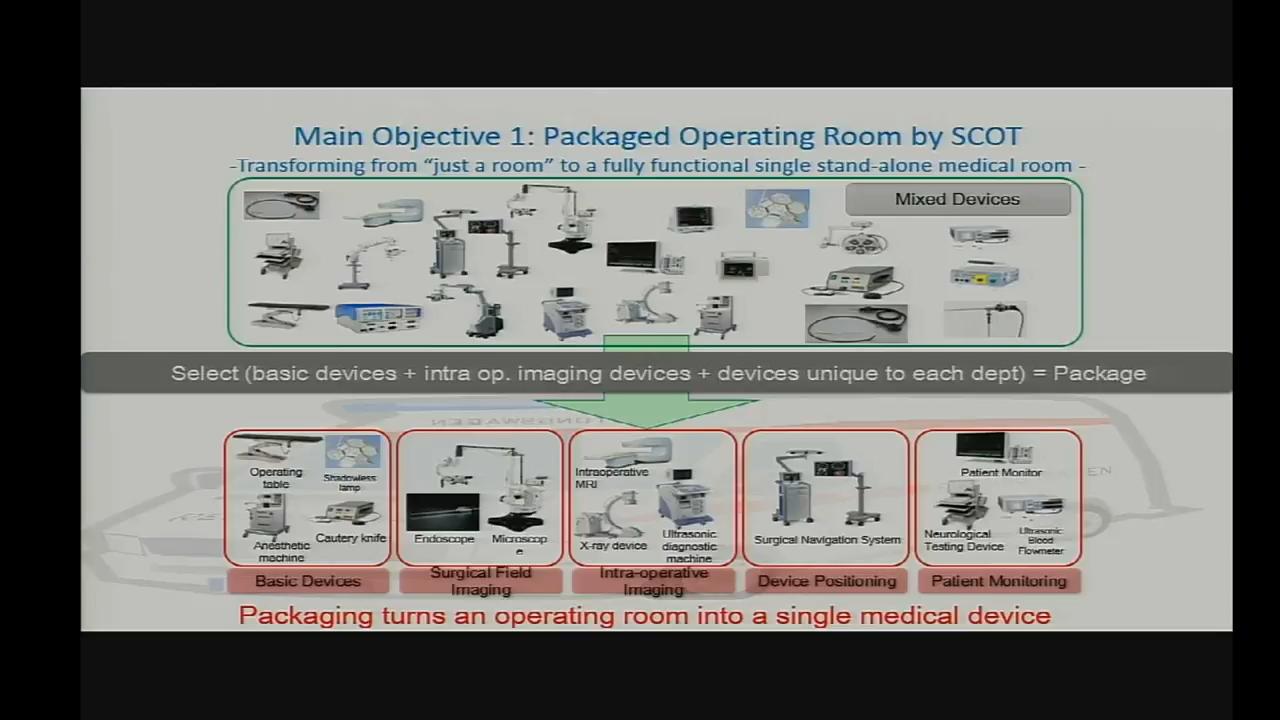 Main Objective 1: Packaged Operating Room by SCOT
-Transforming from “just a room” to a fully functional single stand-alone medical room -
Mixed Devices
Select (basic devices + intra op. imaging devices + devices unique to each dept) = Package
Operating
table
Shadowless
lamp
Anesthetic
machine
Cautery knife
Basic Devices
Endoscope
Microscop
e
Surgical Field
Imaging
Intraoperative
MRI
X-ray device
Ultrasonic
diagnostic
machine
Intra-operative
Imaging
Surgical Navigation System
Device Positioning
Patient Monitor
Neurological
Testing Device
Ultrasonic
Blood
Flowmeter
Patient Monitoring
Packaging turns an operating room into a single medical device